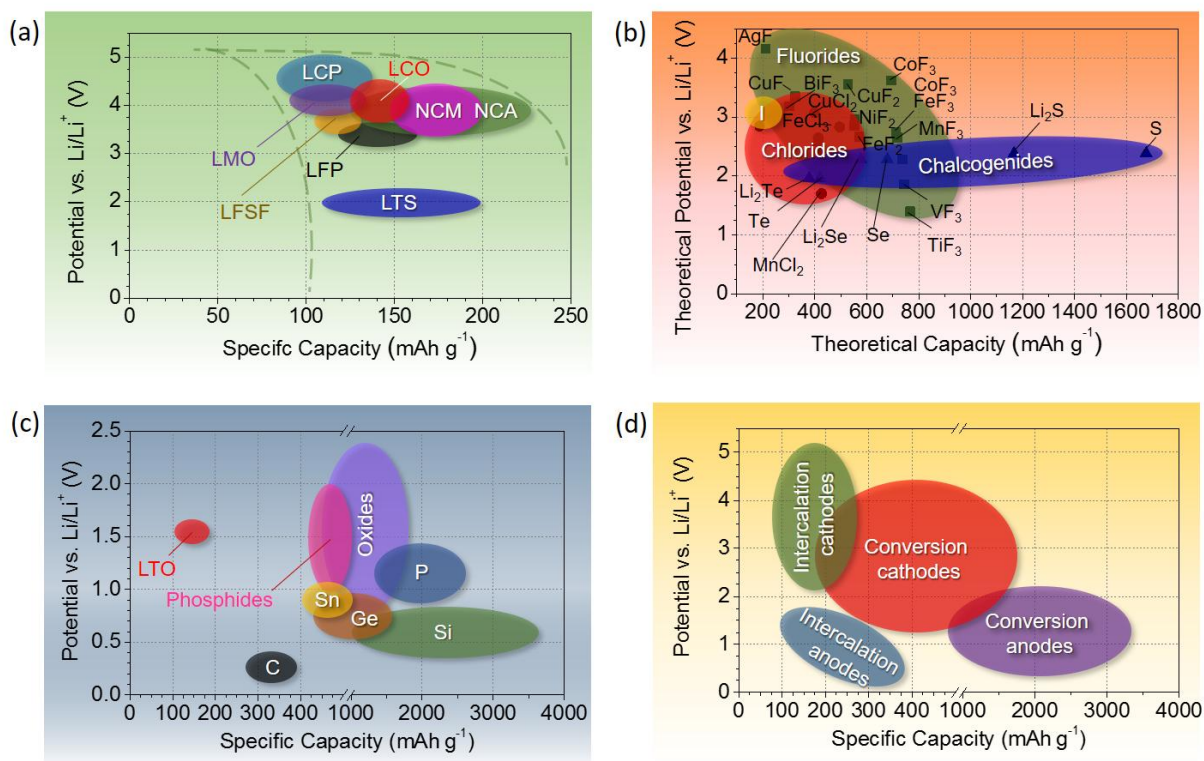 (a)
Potential vs. Li/Li⁺ (V)
6
5
4
3
2
1
0
LCP
LCO
NCM
NCA
LMO
LFP
LFSF
LTS
0
50
100
150
200
250
Specifc Capacity (mAh g⁻¹)
(b)
Theoretical Potential vs. Li/Li⁺ (V)
4
3
2
1
0
AgF
Fluorides
CoF₃
CuF
BiF₃
CoF₃
CuCl₂
CuF₂
FeF₃
I
FeCl₃
NiF₂
MnF₃
Li₂S
S
FeF₂
Chlorides
Chalcogenides
Li₂Te
Te
Li₂Se
Se
VF₃
TiF₃
MnCl₂
200
400
600
800
1000
1200
1400
1600
1800
Theoretical Capacity (mAh g⁻¹)
(c)
Potential vs. Li/Li⁺ (V)
2.5
2.0
1.5
1.0
0.5
0.0
Oxides
LTO
Phosphides
P
Sn
Ge
Si
C
0
100
200
300
400
1000
2000
3000
4000
Specific Capacity (mAh g⁻¹)
(d)
Potential vs. Li/Li⁺ (V)
5
4
3
2
1
0
Intercalation
cathodes
Conversion
cathodes
Intercalation
anodes
Conversion
anodes
0
100
200
300
400
500
1000
2000
3000
4000
Specific Capacity (mAh g⁻¹)